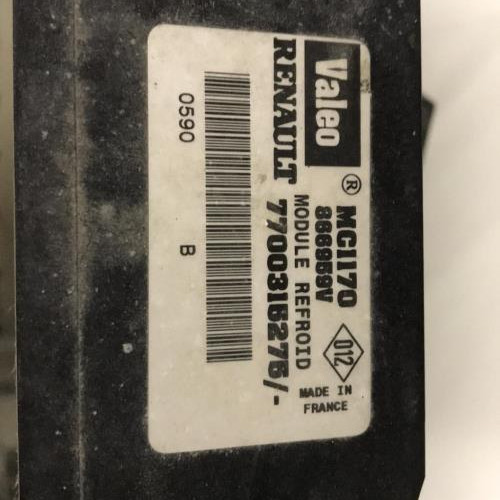 Valeo ® MC1170
866959V
012
MODULE REFROID
MADE IN
FRANCE
RENAULT 7700316276/-
0590 B